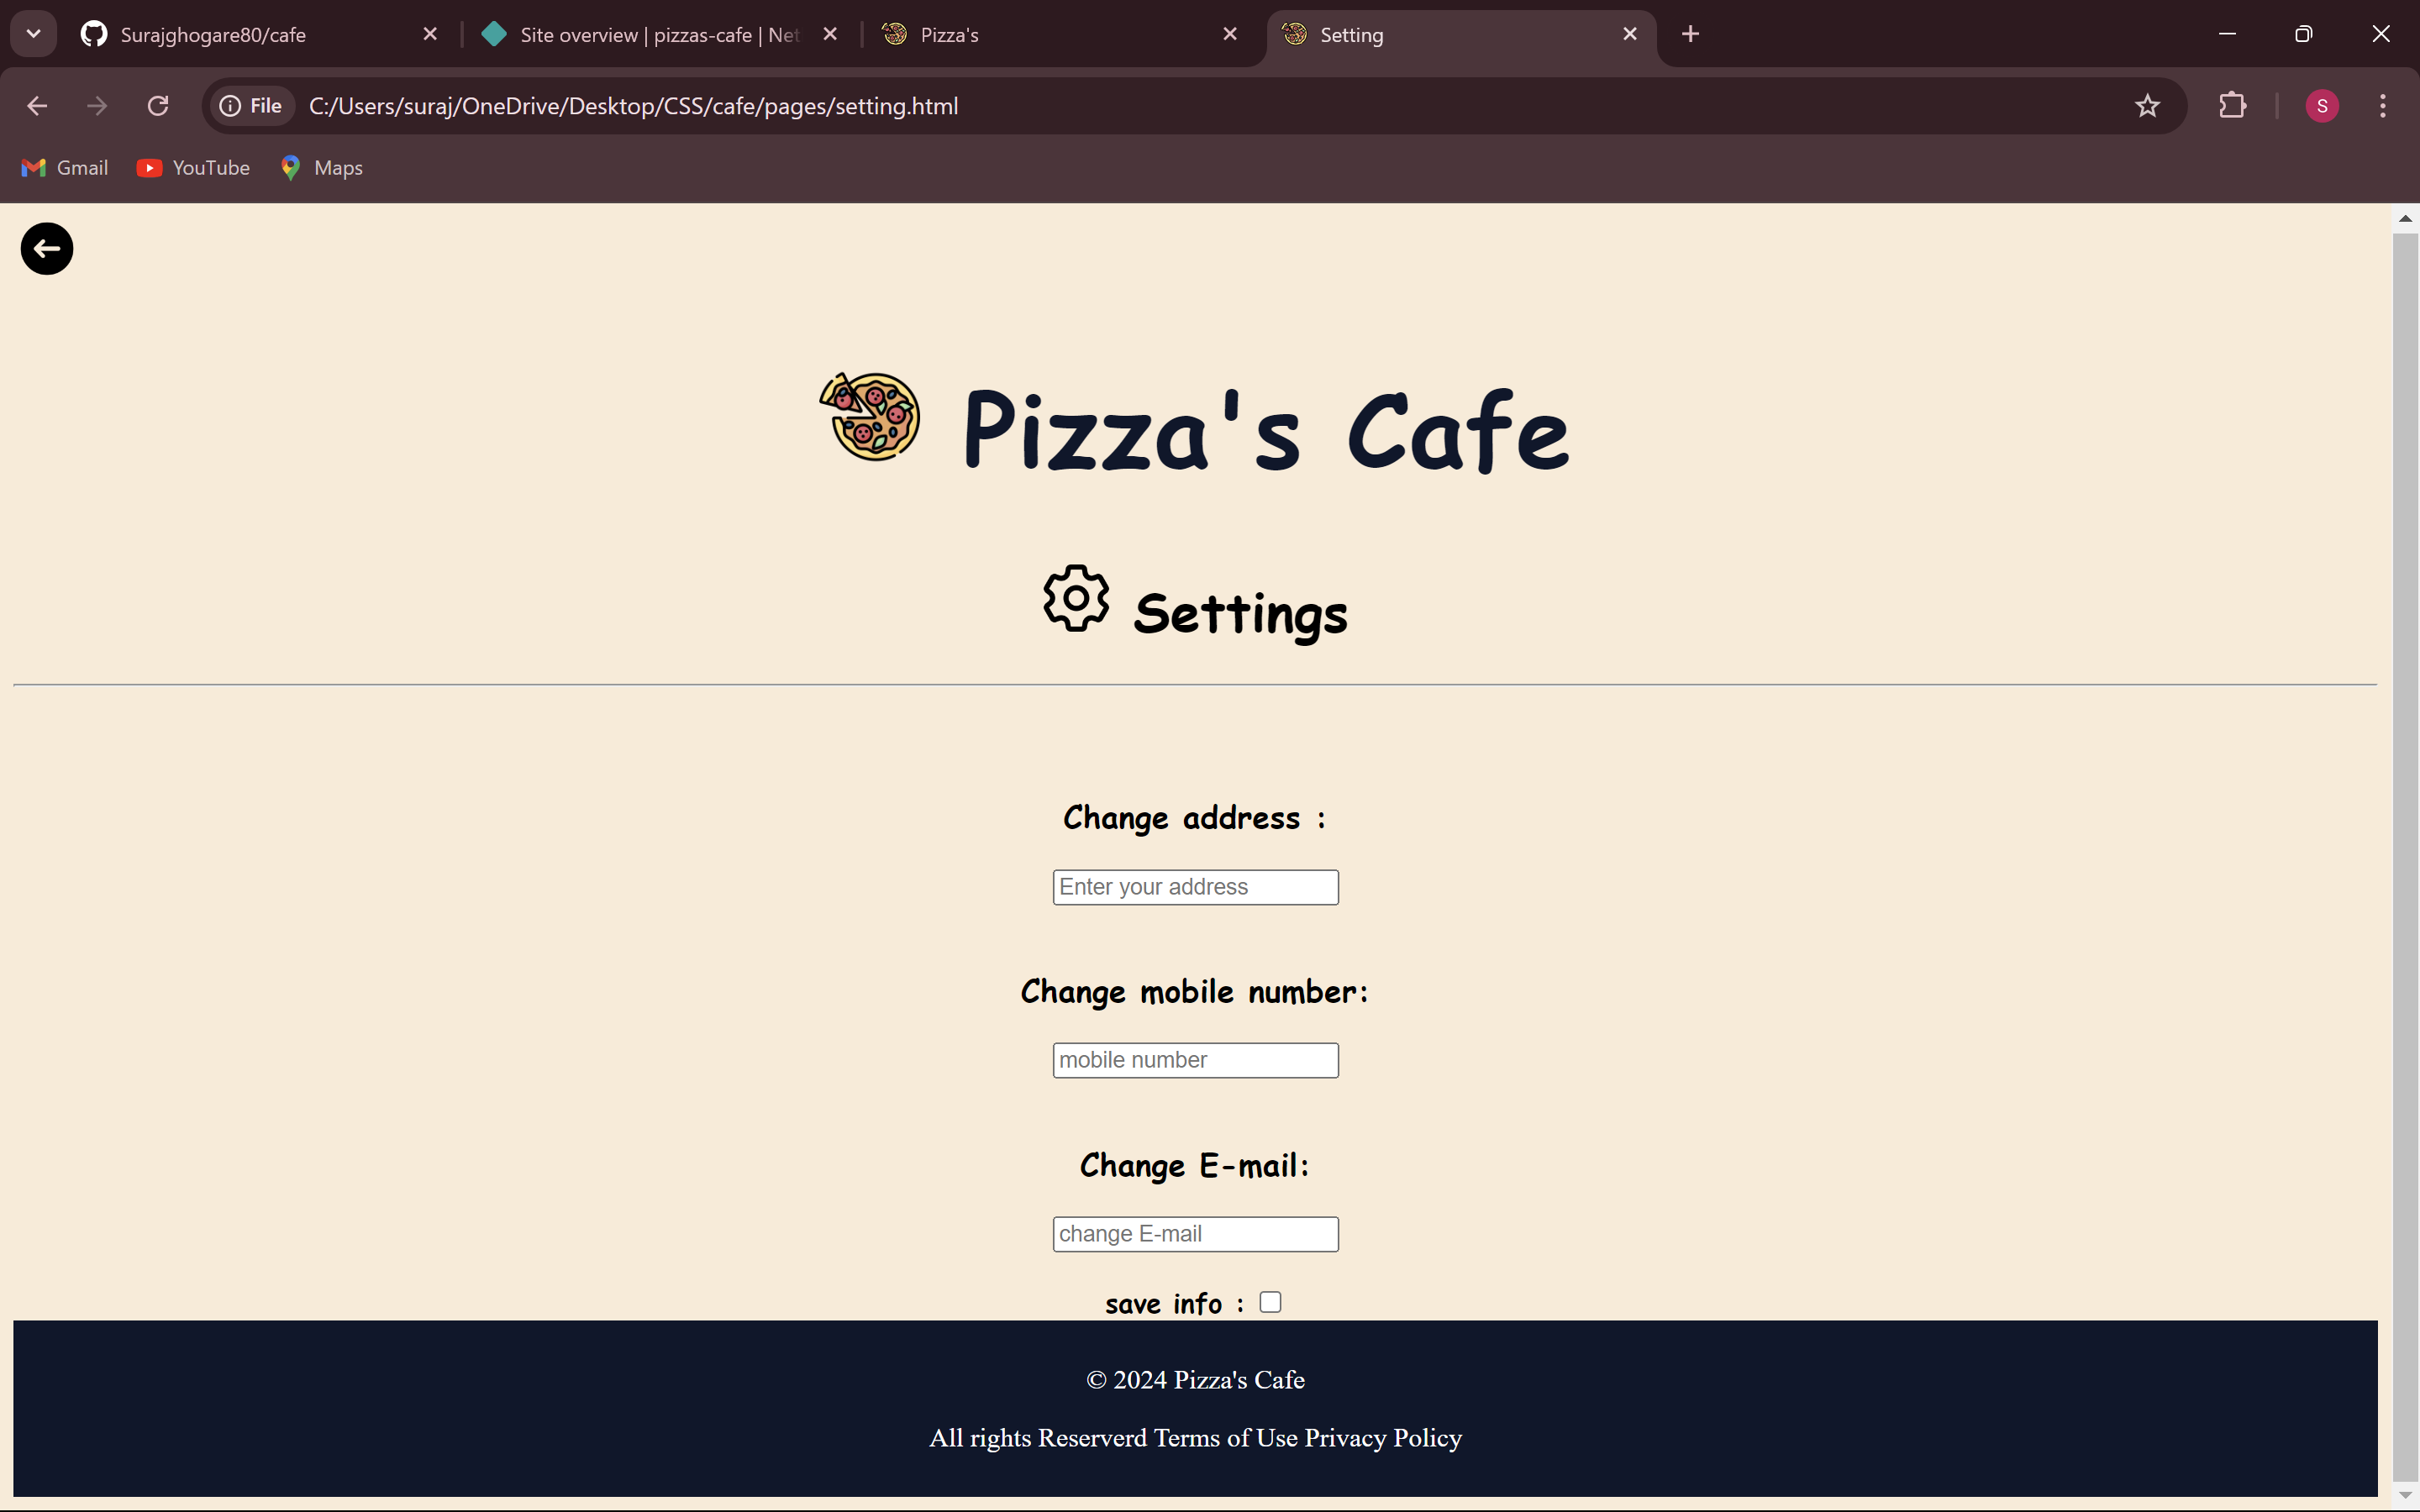 Surajghogare80/cafe
Site overview | pizzas-cafe | Net
Pizza's
Setting
File
C:/Users/suraj/OneDrive/Desktop/CSS/cafe/pages/setting.html
S
Gmail
YouTube
Maps
Pizza's Cafe
Settings
Change address :
Enter your address
Change mobile number:
mobile number
Change E-mail:
change E-mail
save info :
© 2024 Pizza's Cafe
All rights Reserverd Terms of Use Privacy Policy